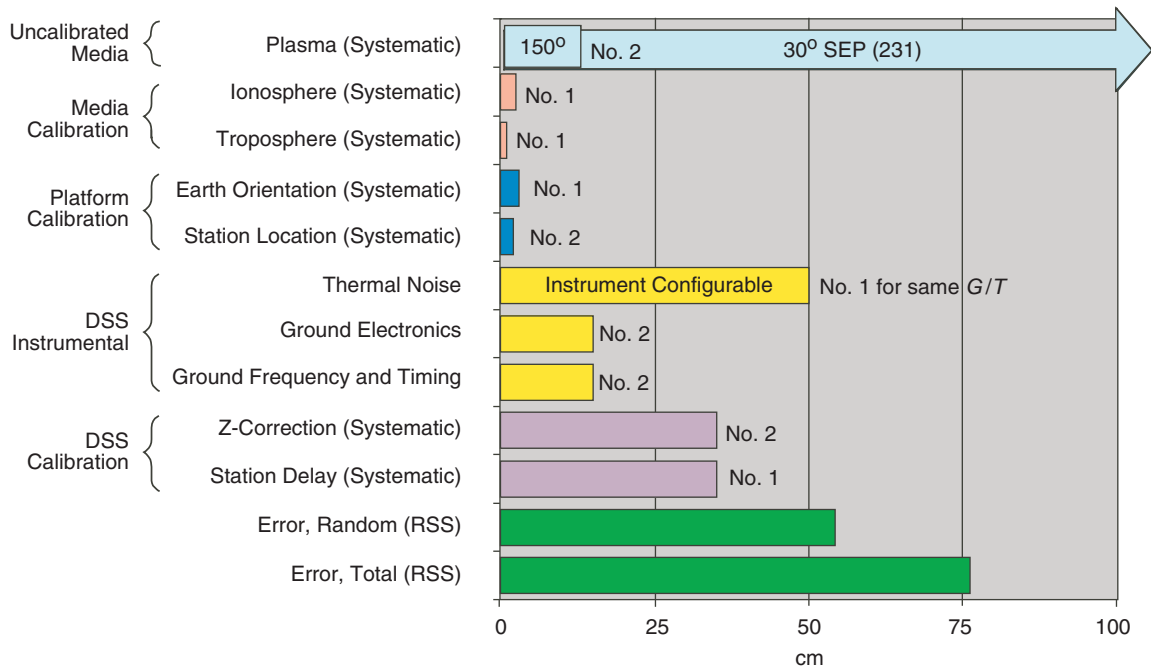 Uncalibrated
Media
Plasma (Systematic)
150º
No. 2
30º SEP (231)
Media
Calibration
Ionosphere (Systematic)
No. 1
Troposphere (Systematic)
No. 1
Platform
Calibration
Earth Orientation (Systematic)
No. 1
Station Location (Systematic)
No. 2
DSS
Instrumental
Thermal Noise
Instrument Configurable
No. 1 for same G/T
Ground Electronics
No. 2
Ground Frequency and Timing
No. 2
DSS
Calibration
Z-Correction (Systematic)
No. 2
Station Delay (Systematic)
No. 1
Error, Random (RSS)
Error, Total (RSS)
0 25 50 75 100
cm